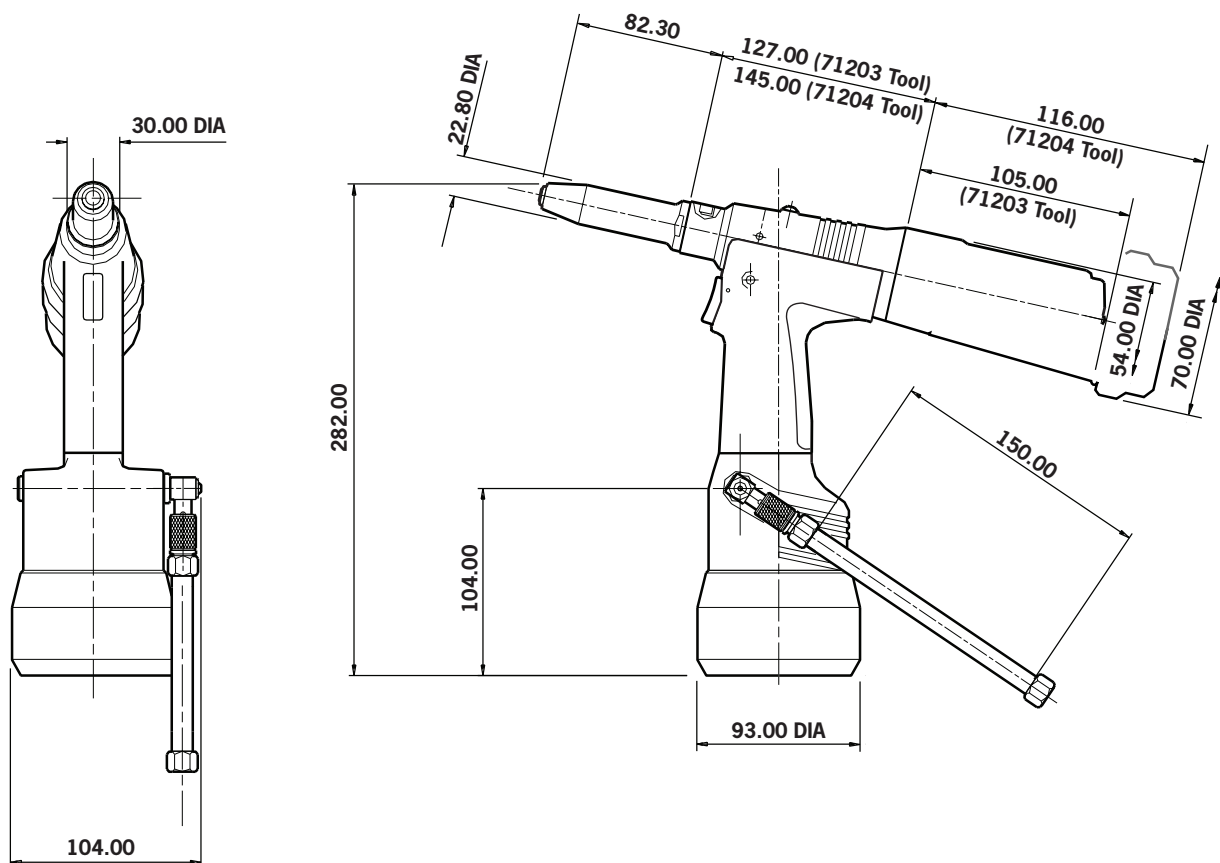 82.30
127.00 (71203 Tool)
145.00 (71204 Tool)
116.00
(71204 Tool)
105.00
(71203 Tool)
22.80 DIA
30.00 DIA
54.00 DIA
70.00 DIA
282.00
150.00
104.00
93.00 DIA
104.00